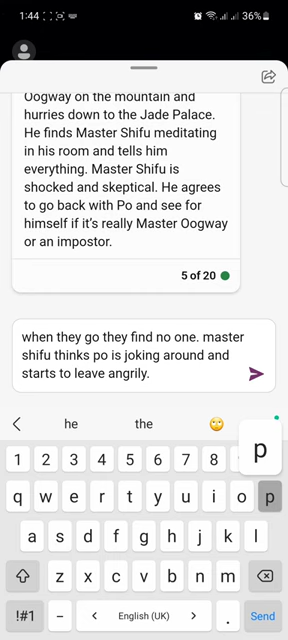 1:44
36%
Oogway on the mountain and
hurries down to the Jade Palace.
He finds Master Shifu meditating
in his room and tells him
everything. Master Shifu is
shocked and skeptical. He agrees
to go back with Po and see for
himself if it's really Master Oogway
or an impostor.
5 of 20
when they go they find no one. master
shifu thinks po is joking around and
starts to leave angrily.
he the
p
1 2 3 4 5 6 7 8
q w e r t y u i o p
a s d f g h j k l
z x c v b n m
!#1 English (UK) . Send